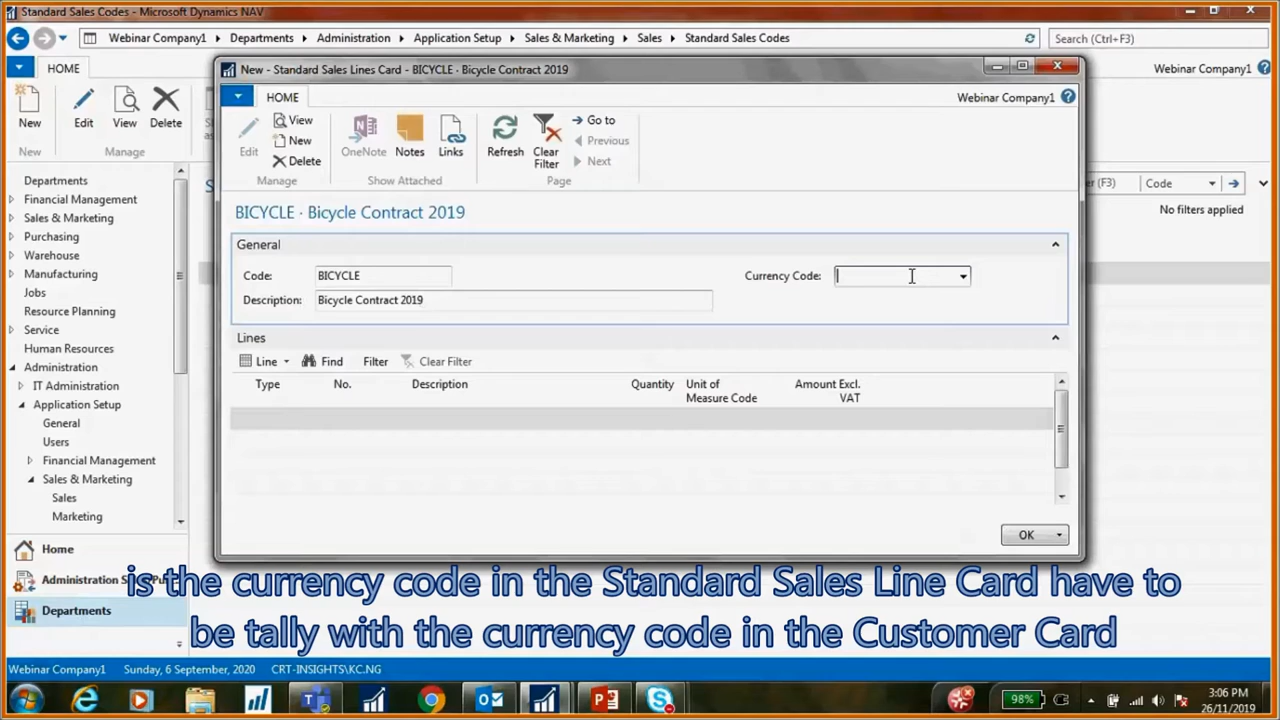 Standard Sales Codes - Microsoft Dynamics NAV
Webinar Company1 Departments Administration Application Setup Sales & Marketing Sales Standard Sales Codes Search (Ctrl+F3)
HOME Webinar Company1
New Edit View Delete
New Manage
New - Standard Sales Lines Card - BICYCLE · Bicycle Contract 2019
HOME Webinar Company1
Edit View New Delete OneNote Notes Links Refresh Clear Filter Go to Previous Next
Manage Show Attached Page
(F3) Code
No filters applied
BICYCLE · Bicycle Contract 2019
General
Code: BICYCLE Currency Code:
Description: Bicycle Contract 2019
Lines
Line Find Filter Clear Filter
Type No. Description Quantity Unit of Measure Code Amount Excl. VAT
OK
Departments
Financial Management
Sales & Marketing
Purchasing
Warehouse
Manufacturing
Jobs
Resource Planning
Service
Human Resources
Administration
IT Administration
Application Setup
General
Users
Financial Management
Sales & Marketing
Sales
Marketing
Home
Administration
Departments
is the currency code in the Standard Sales Line Card have to
be tally with the currency code in the Customer Card
Webinar Company1 Sunday, 6 September, 2020 CRT-INSIGHTS\KC.NG
98% 3:06 PM
26/11/2019